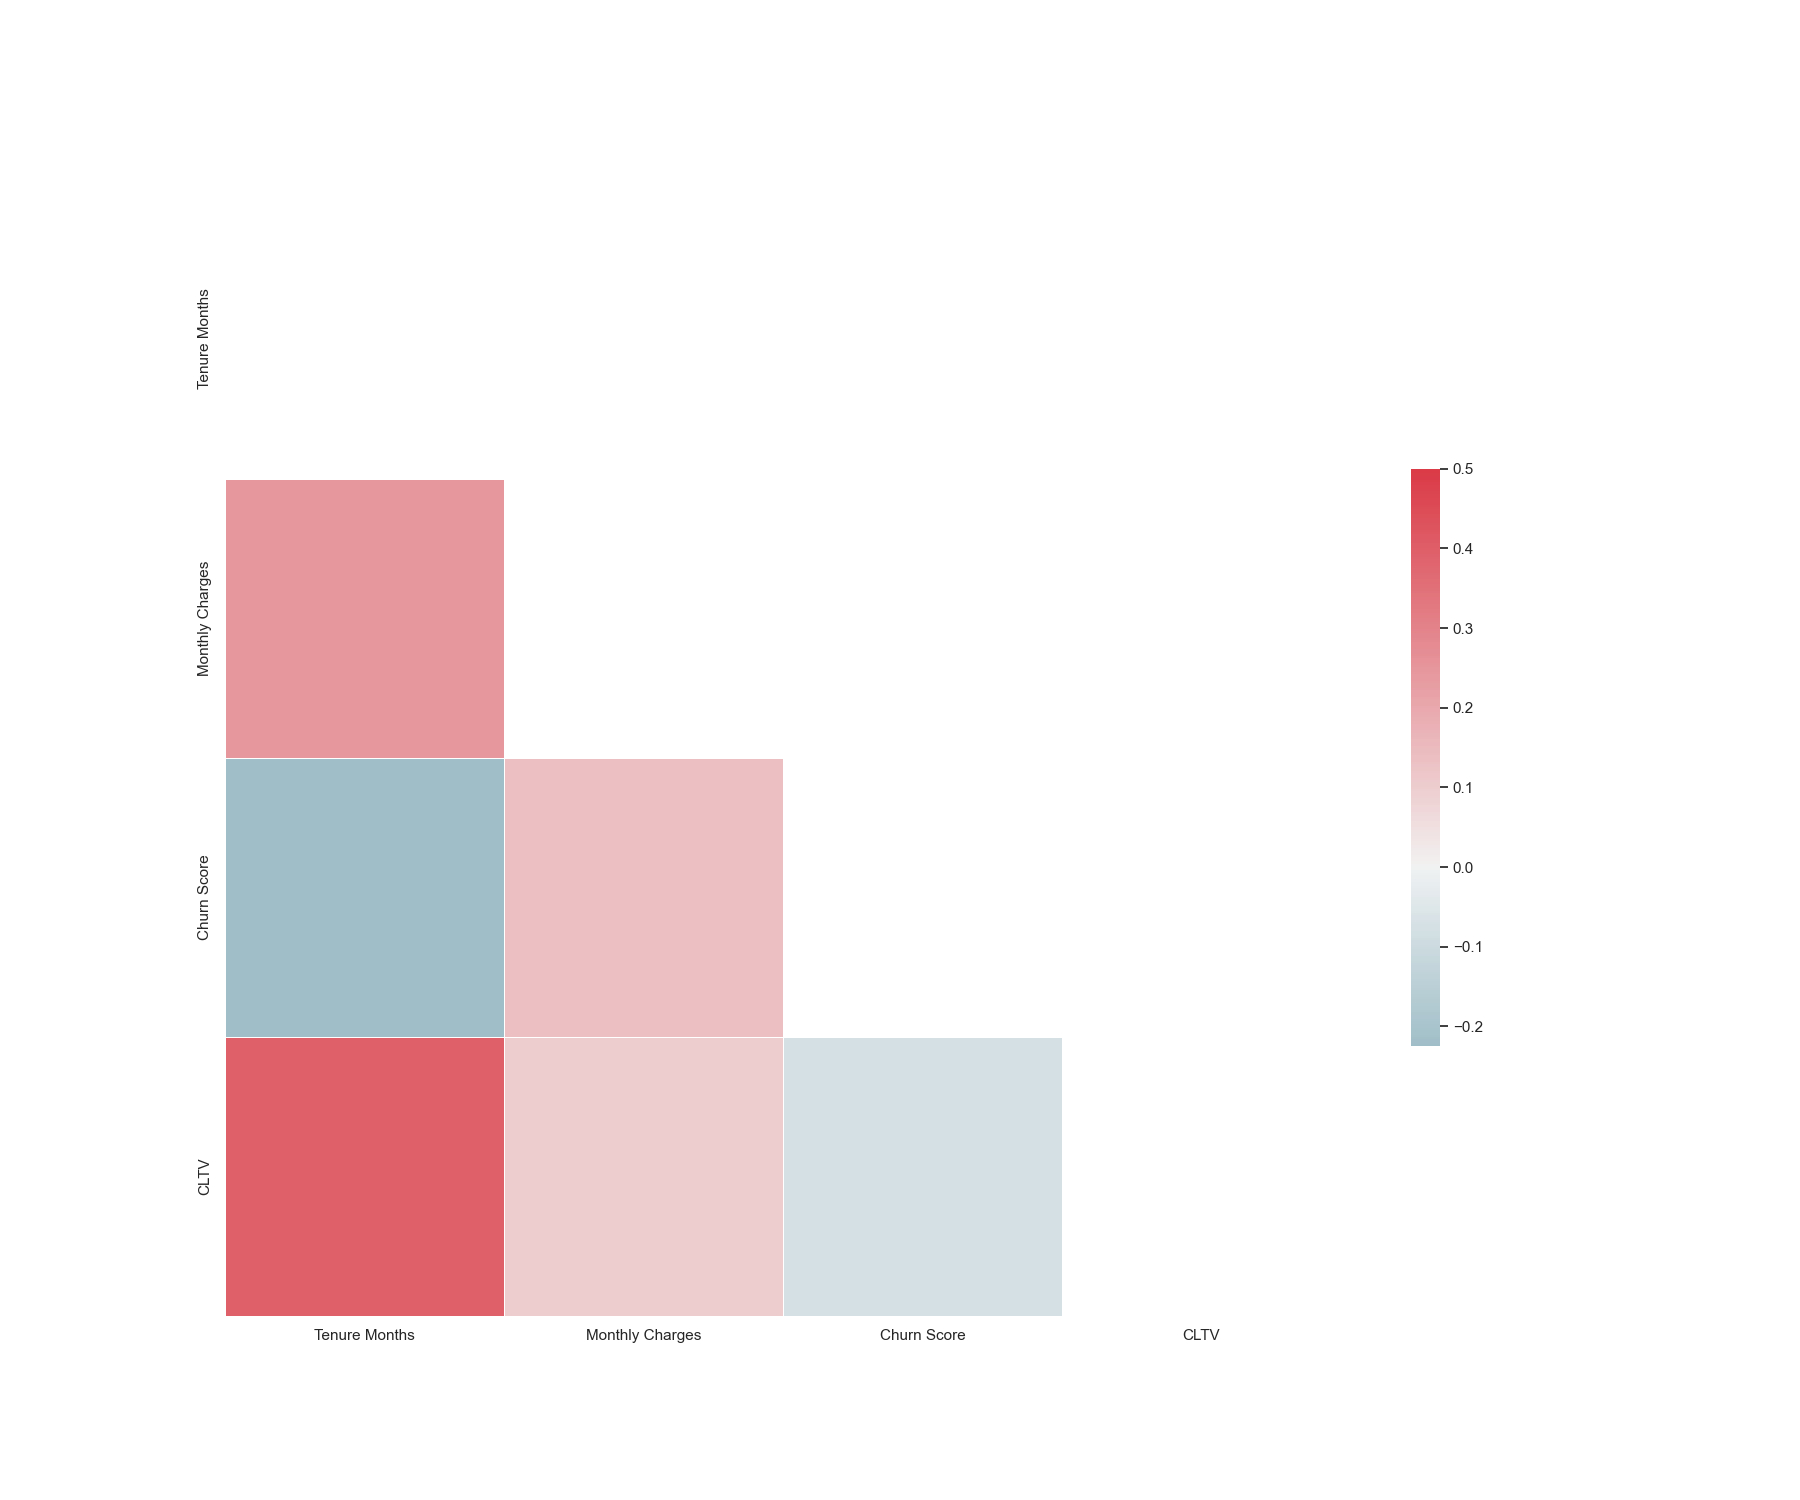 Tenure Months
Monthly Charges
Churn Score
CLTV
Tenure Months
Monthly Charges
Churn Score
CLTV
0.5
0.4
0.3
0.2
0.1
0.0
−0.1
−0.2